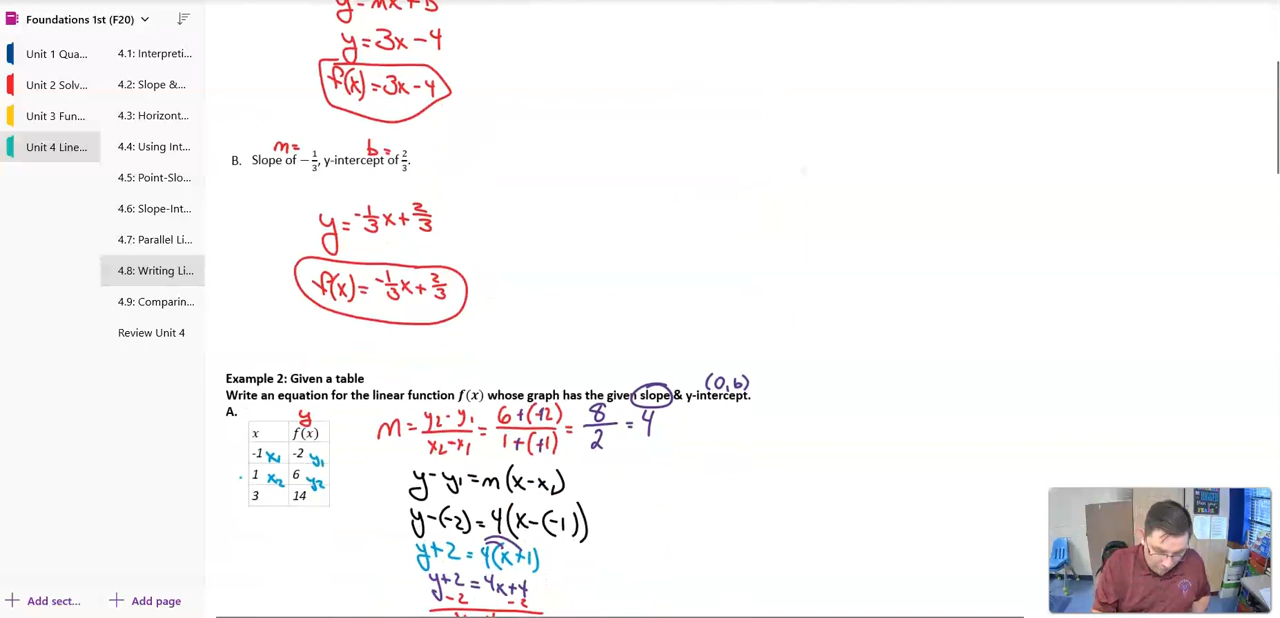 Foundations 1st (F20)
Unit 1 Qua...
Unit 2 Solv...
Unit 3 Fun...
Unit 4 Line...
4.1: Interpreti...
4.2: Slope &...
4.3: Horizont...
4.4: Using Int...
4.5: Point-Slo...
4.6: Slope-Int...
4.7: Parallel Li...
4.8: Writing Li...
4.9: Comparin...
Review Unit 4
+ Add sect...
+ Add page
y=mx+b
y=3x-4
f(x)=3x-4
m= b=
B. Slope of -1/3, y-intercept of 2/3.
y=-1/3x+2/3
f(x)=-1/3x+2/3
Example 2: Given a table
(0,b)
Write an equation for the linear function f(x) whose graph has the given slope & y-intercept.
A.
y
x f(x)
-1 x₁ -2 y₁
1 x₂ 6 y₂
3 14
m = y₂-y₁/x₂-x₁ = 6+(+2)/1+(+1) = 8/2 = 4
y-y₁=m(x-x₁)
y-(-2)=4(x-(-1))
y+2=4(x+1)
y+2=4x+4
-2 -2